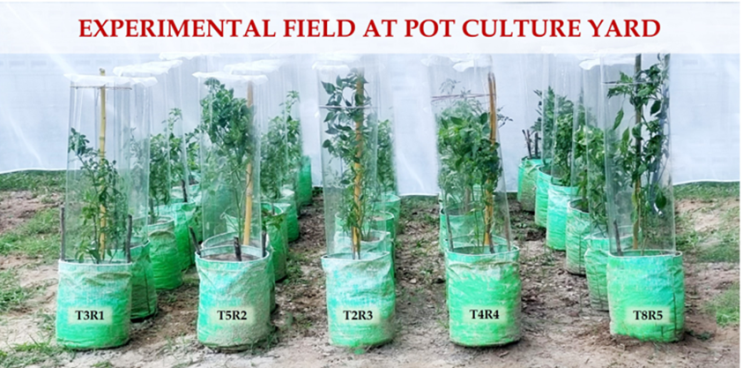 EXPERIMENTAL FIELD AT POT CULTURE YARD
T3R1
T5R2
T2R3
T4R4
T8R5